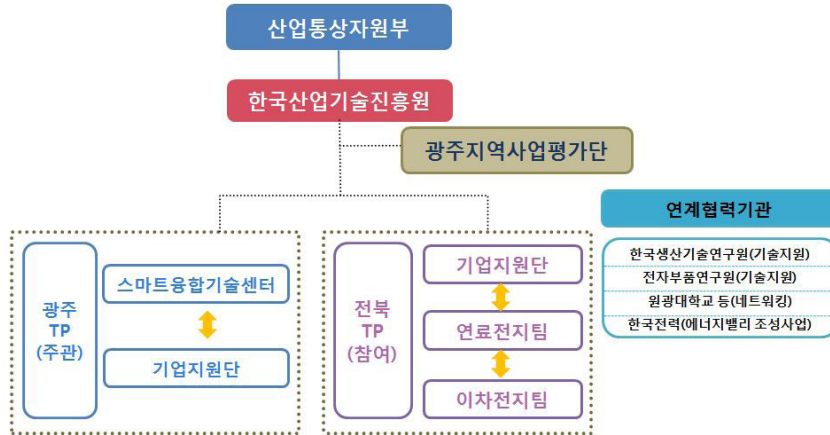 산업통상자원부
한국산업기술진흥원
광주지역사업평가단
광주
TP
(주관)
스마트융합기술센터
기업지원단
전북
TP
(참여)
기업지원단
연료전지팀
이차전지팀
연계협력기관
한국생산기술연구원(기술지원)
전자부품연구원(기술지원)
원광대학교 등(네트워킹)
한국전력(에너지밸리 조성사업)